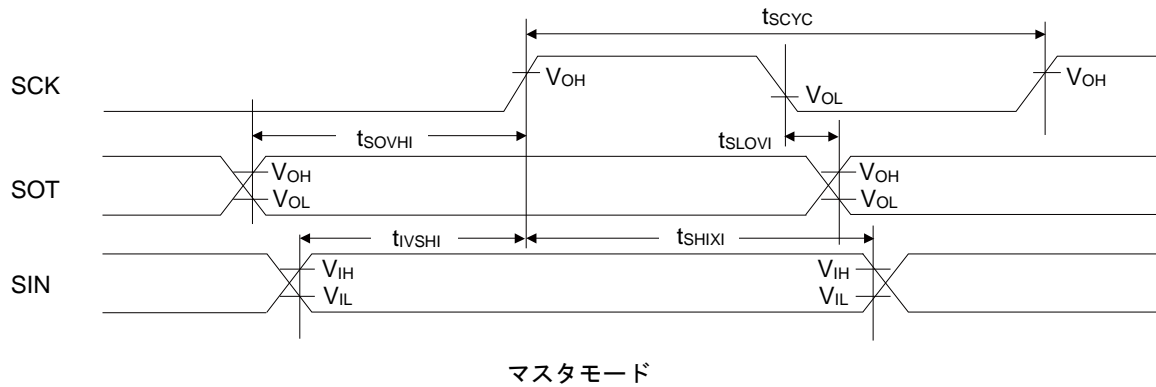 tSCYC
SCK
VOH
VOL
VOH
tSOVHI
tSLOVI
SOT
VOH
VOL
VOH
VOL
tIVSHI
tSHIXI
SIN
VIH
VIL
VIH
VIL
マスタモード